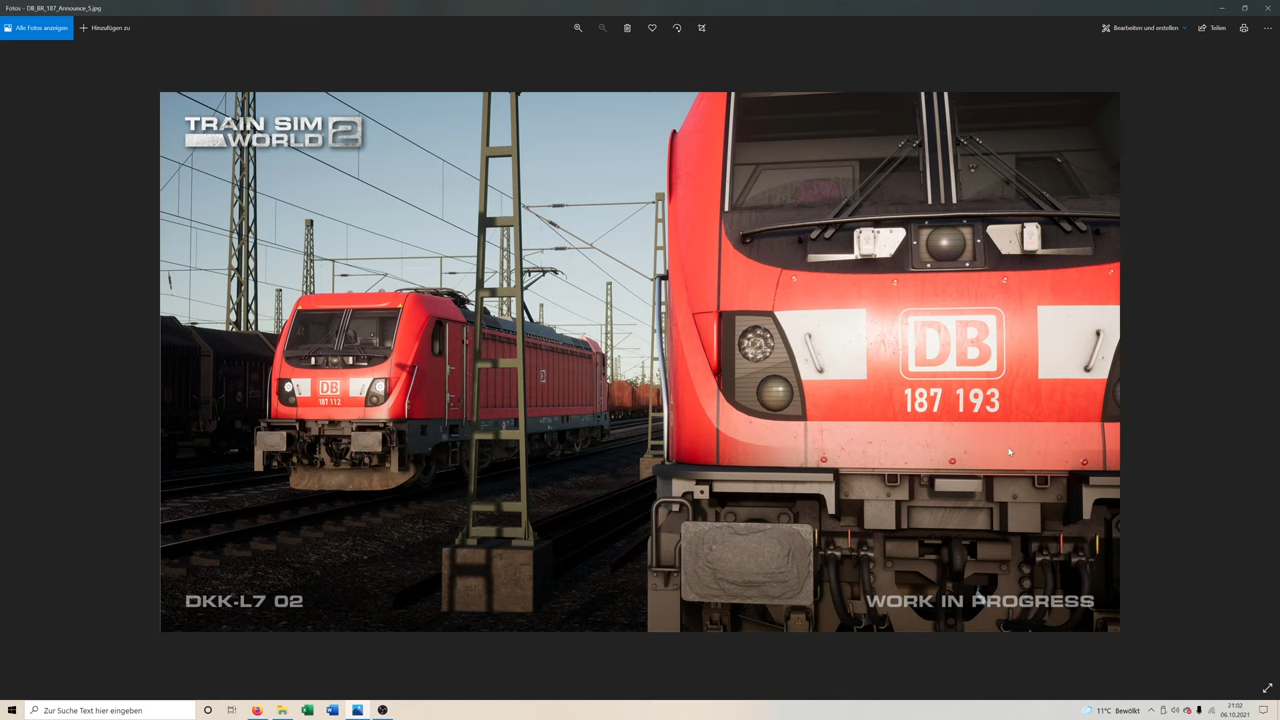 Fotos – DB_BR_187_Announce_5.jpg
Alle Fotos anzeigen
Hinzufügen zu
Bearbeiten und erstellen
Teilen
TRAIN SIM
WORLD 2
DB
187 112
DB
187 193
DKK-L7 02
WORK IN PROGRESS
Zur Suche Text hier eingeben
11°C Bewölkt
21:02
06.10.2021